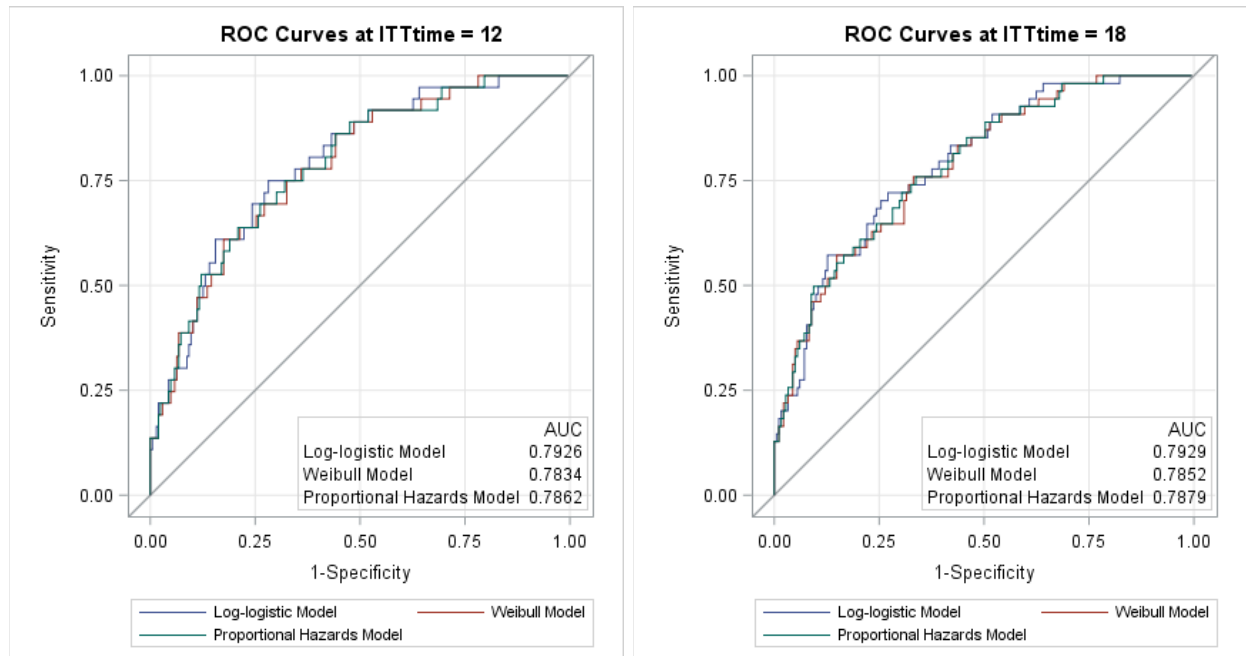 ROC Curves at ITTtime = 12
1.00
0.75
0.50
0.25
0.00
Sensitivity
AUC
Log-logistic Model 0.7926
Weibull Model 0.7834
Proportional Hazards Model 0.7862
0.00 0.25 0.50 0.75 1.00
1-Specificity
Log-logistic Model Weibull Model
Proportional Hazards Model
ROC Curves at ITTtime = 18
1.00
0.75
0.50
0.25
0.00
Sensitivity
AUC
Log-logistic Model 0.7929
Weibull Model 0.7852
Proportional Hazards Model 0.7879
0.00 0.25 0.50 0.75 1.00
1-Specificity
Log-logistic Model Weibull Model
Proportional Hazards Model